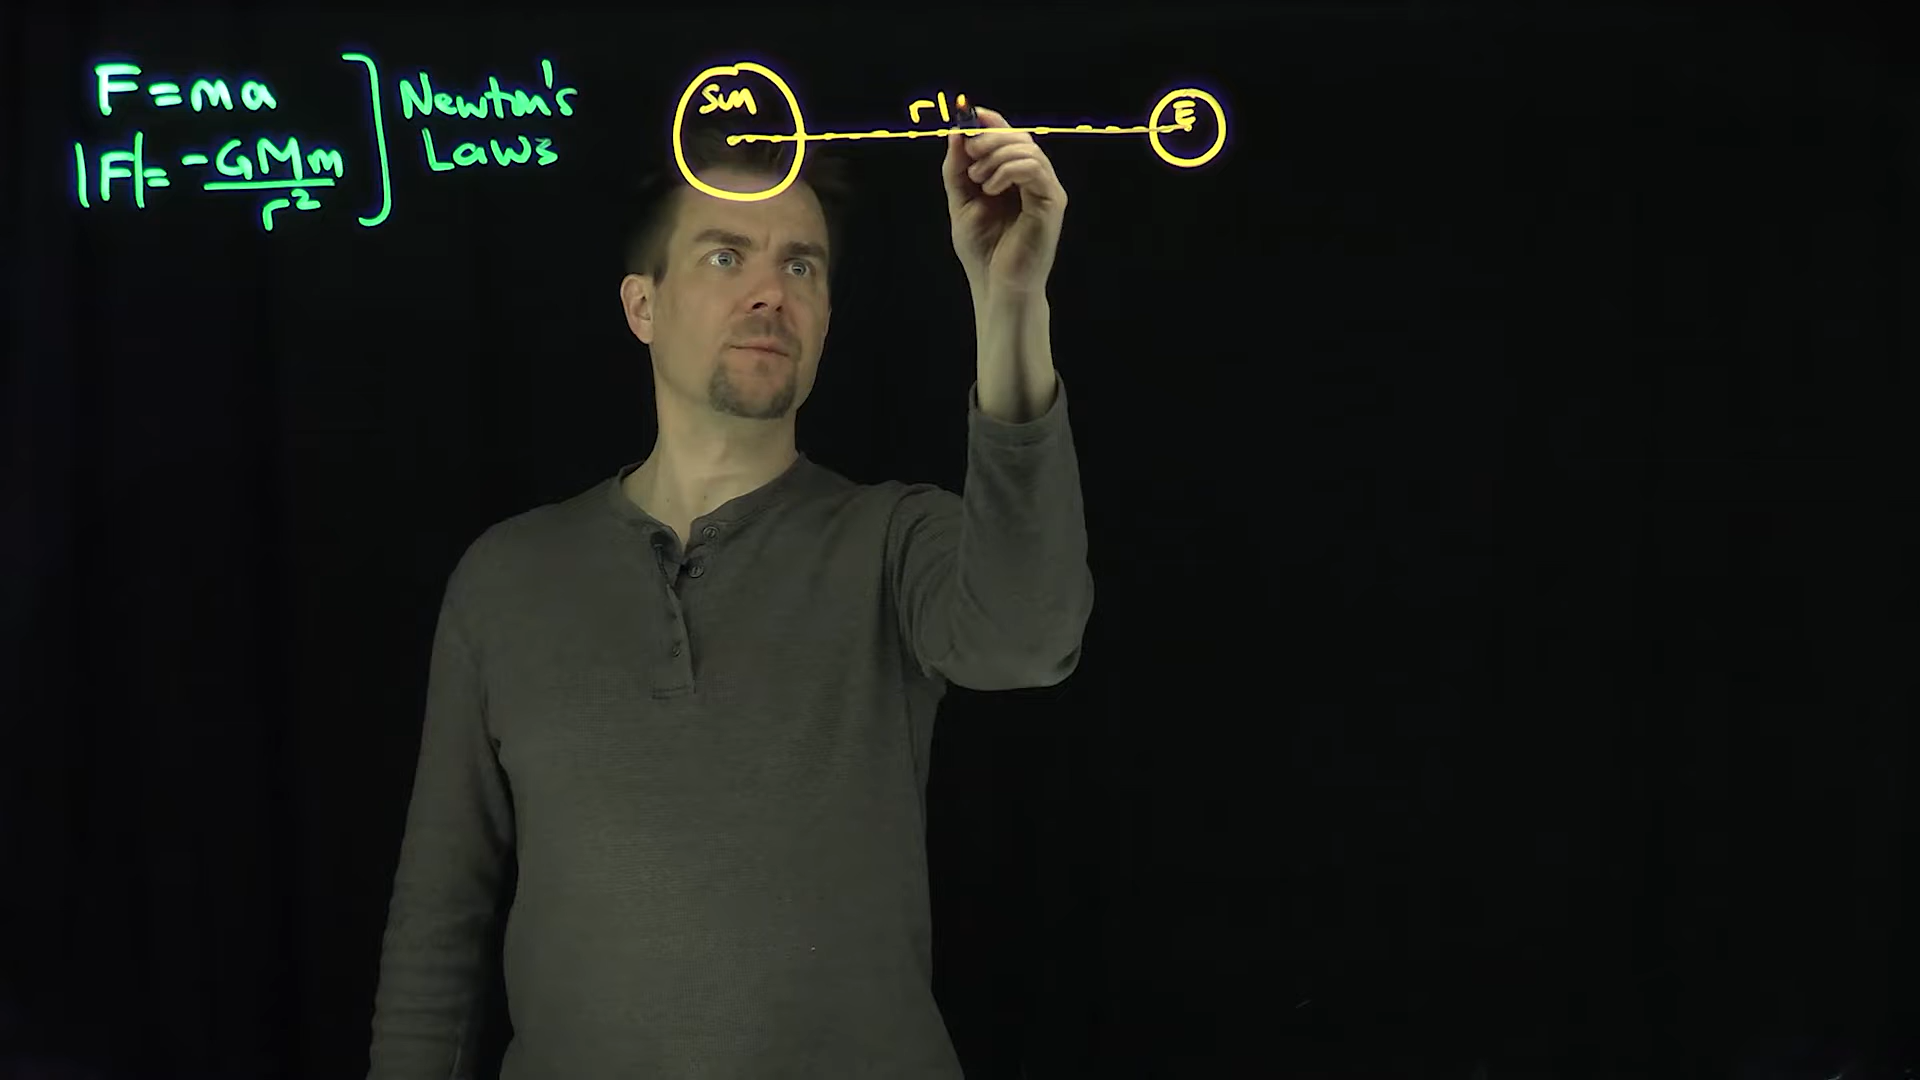 F = ma
|F| = -GMm
r²
Newton's
Laws
Sun
r(
E